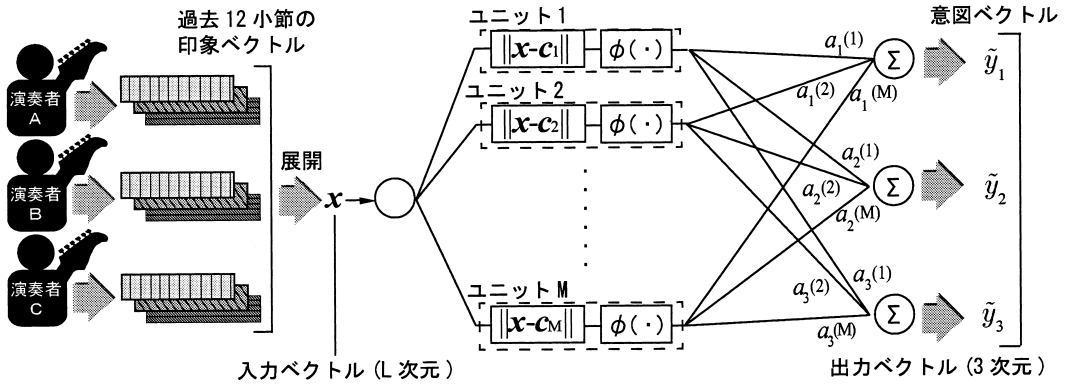 過去12小節の
印象ベクトル
演奏者
A
演奏者
B
演奏者
C
展開
x
入力ベクトル(L次元)
ユニット1
||x-c1|| φ(・)
ユニット2
||x-c2|| φ(・)
ユニットM
||x-cM|| φ(・)
a1(1)
a1(2)
a1(M)
a2(1)
a2(2)
a2(M)
a3(1)
a3(2)
a3(M)
Σ
Σ
Σ
意図ベクトル
ỹ1
ỹ2
ỹ3
出力ベクトル(3次元)